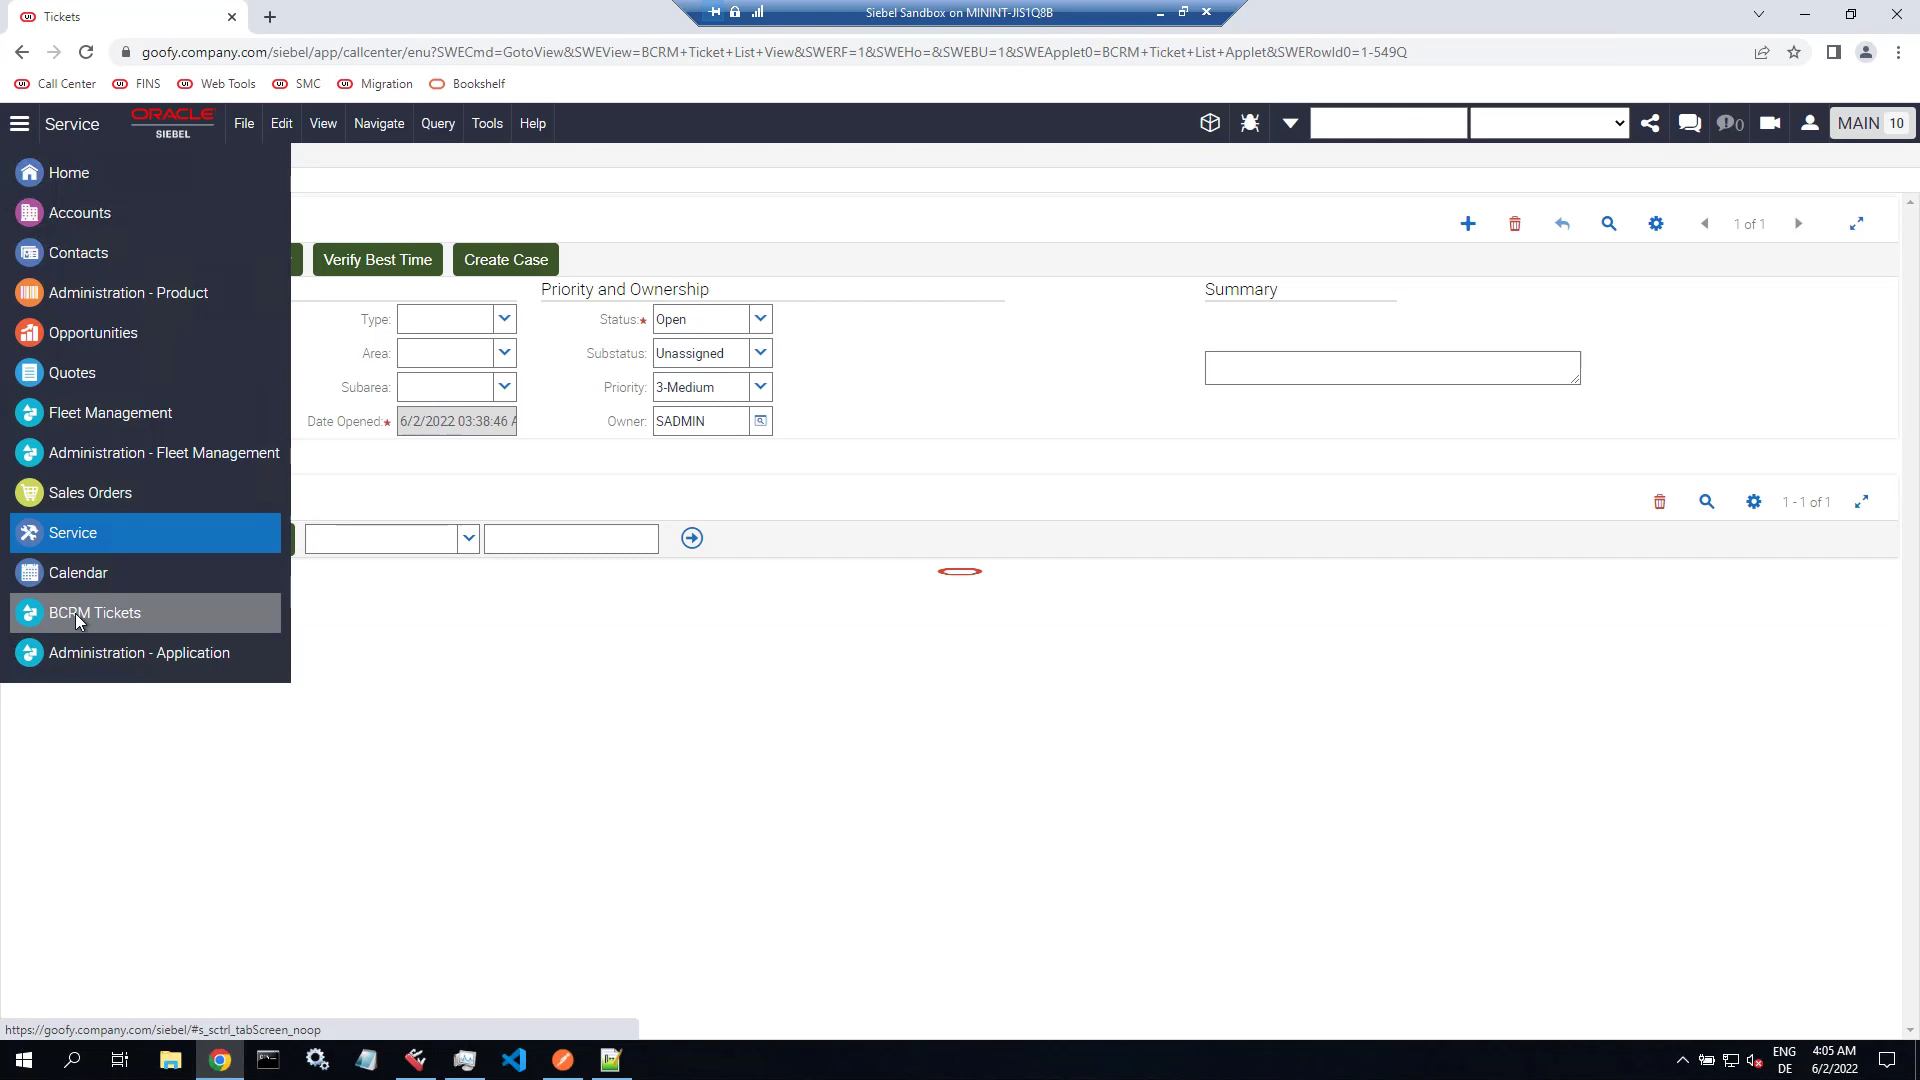 Tickets
Siebel Sandbox on MININT-JIS1Q8B
goofy.company.com/siebel/app/callcenter/enu?SWECmd=GotoView&SWEView=BCRM+Ticket+List+View&SWERF=1&SWEHo=&SWEBU=1&SWEApplet0=BCRM+Ticket+List+Applet&SWERowId0=1-549Q
Call Center FINS Web Tools SMC Migration Bookshelf
Service ORACLE SIEBEL File Edit View Navigate Query Tools Help 0 MAIN 10
Home
Accounts
Contacts
Administration - Product
Opportunities
Quotes
Fleet Management
Administration - Fleet Management
Sales Orders
Service
Calendar
BCRM Tickets
Administration - Application
1 of 1
Verify Best Time Create Case
Priority and Ownership Summary
Type: Status:* Open
Area: Substatus: Unassigned
Subarea: Priority: 3-Medium
Date Opened:* 6/2/2022 03:38:46 A Owner: SADMIN
1 - 1 of 1
https://goofy.company.com/siebel/#s_sctrl_tabScreen_noop
ENG 4:05 AM
DE 6/2/2022